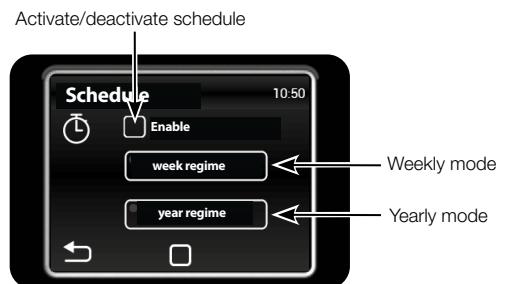 Activate/deactivate schedule
Schedule 10:50
Enable
week regime
Weekly mode
year regime
Yearly mode